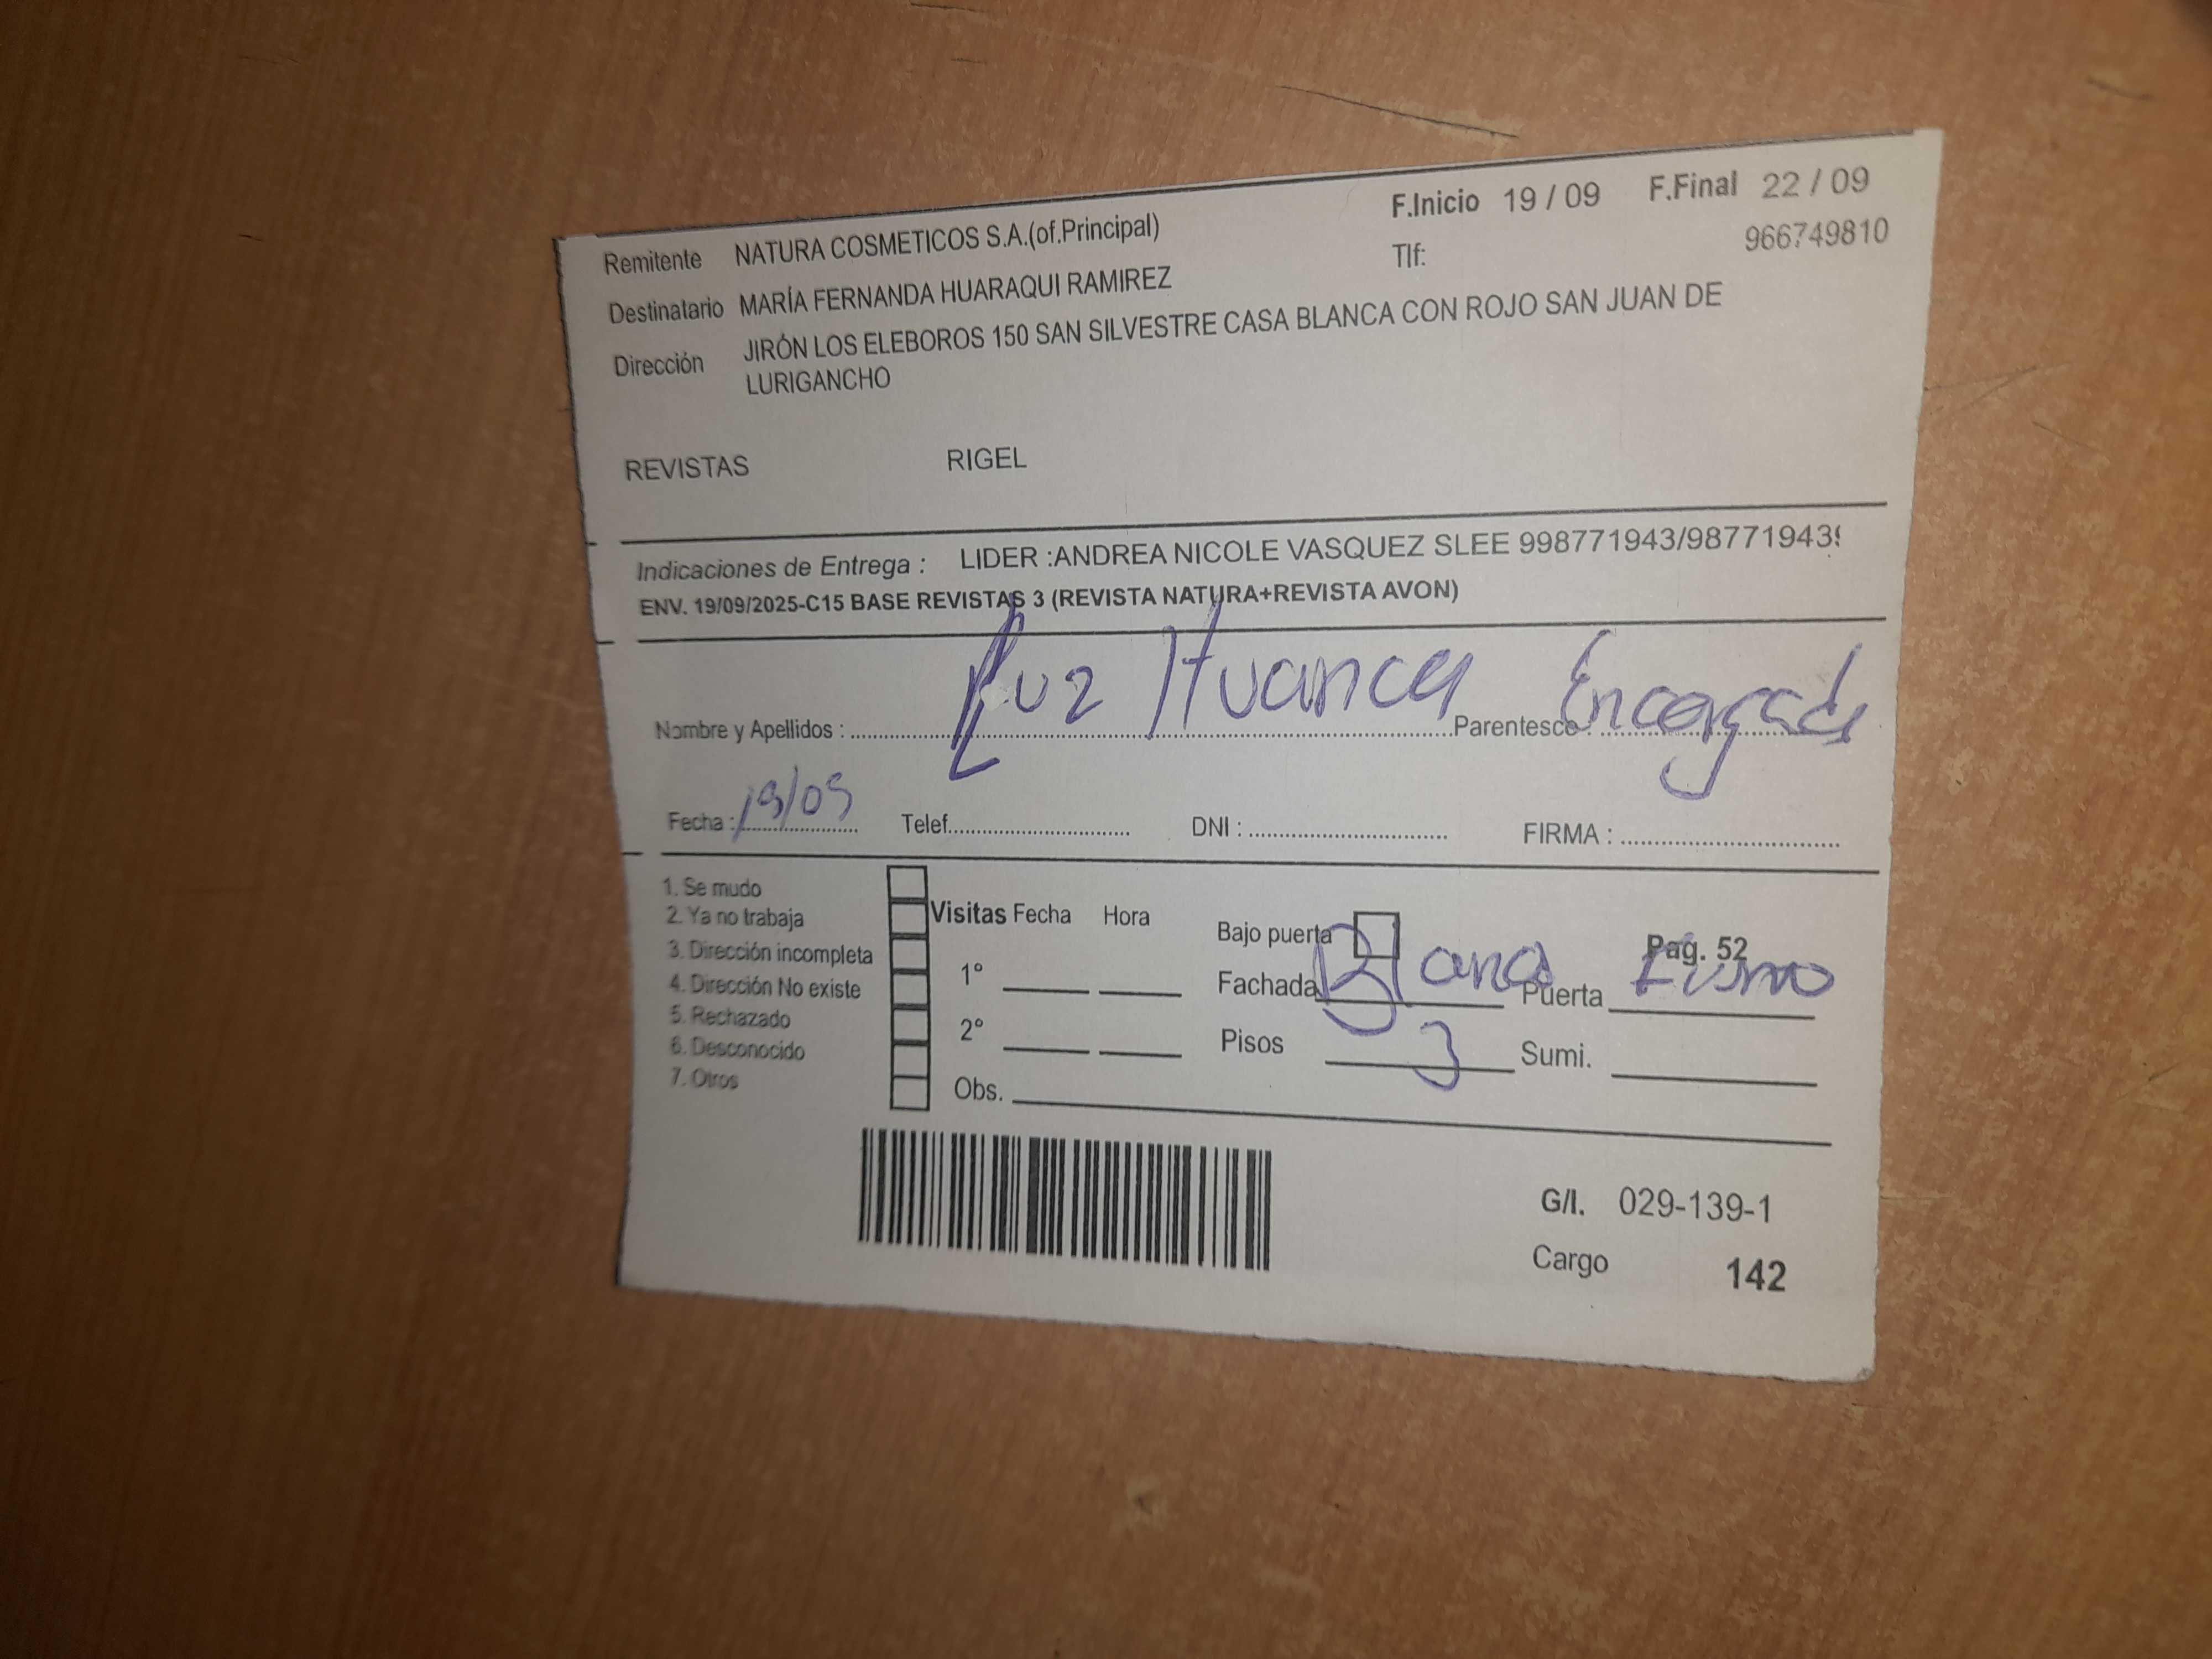 F.Inicio 19 / 09 F.Final 22 / 09
Remitente NATURA COSMETICOS S.A.(of.Principal) Tlf: 966749810
Destinatario MARÍA FERNANDA HUARAQUI RAMIREZ
Dirección JIRÓN LOS ELEBOROS 150 SAN SILVESTRE CASA BLANCA CON ROJO SAN JUAN DE
LURIGANCHO
REVISTAS RIGEL
Indicaciones de Entrega : LIDER :ANDREA NICOLE VASQUEZ SLEE 998771943/98771943
ENV. 19/09/2025-C15 BASE REVISTAS 3 (REVISTA NATURA+REVISTA AVON)
Nombre y Apellidos : Luz Huanca Parentesco : Encargada
Fecha : 19/09 Telef. DNI : FIRMA :
1. Se mudo
2. Ya no trabaja
3. Dirección incompleta
4. Dirección No existe
5. Rechazado
6. Desconocido
7. Otros
Visitas Fecha Hora
1°
2°
Obs.
Bajo puerta Pag. 52
Fachada Blanca Puerta
Pisos 3 Sumi.
G/I. 029-139-1
Cargo 142